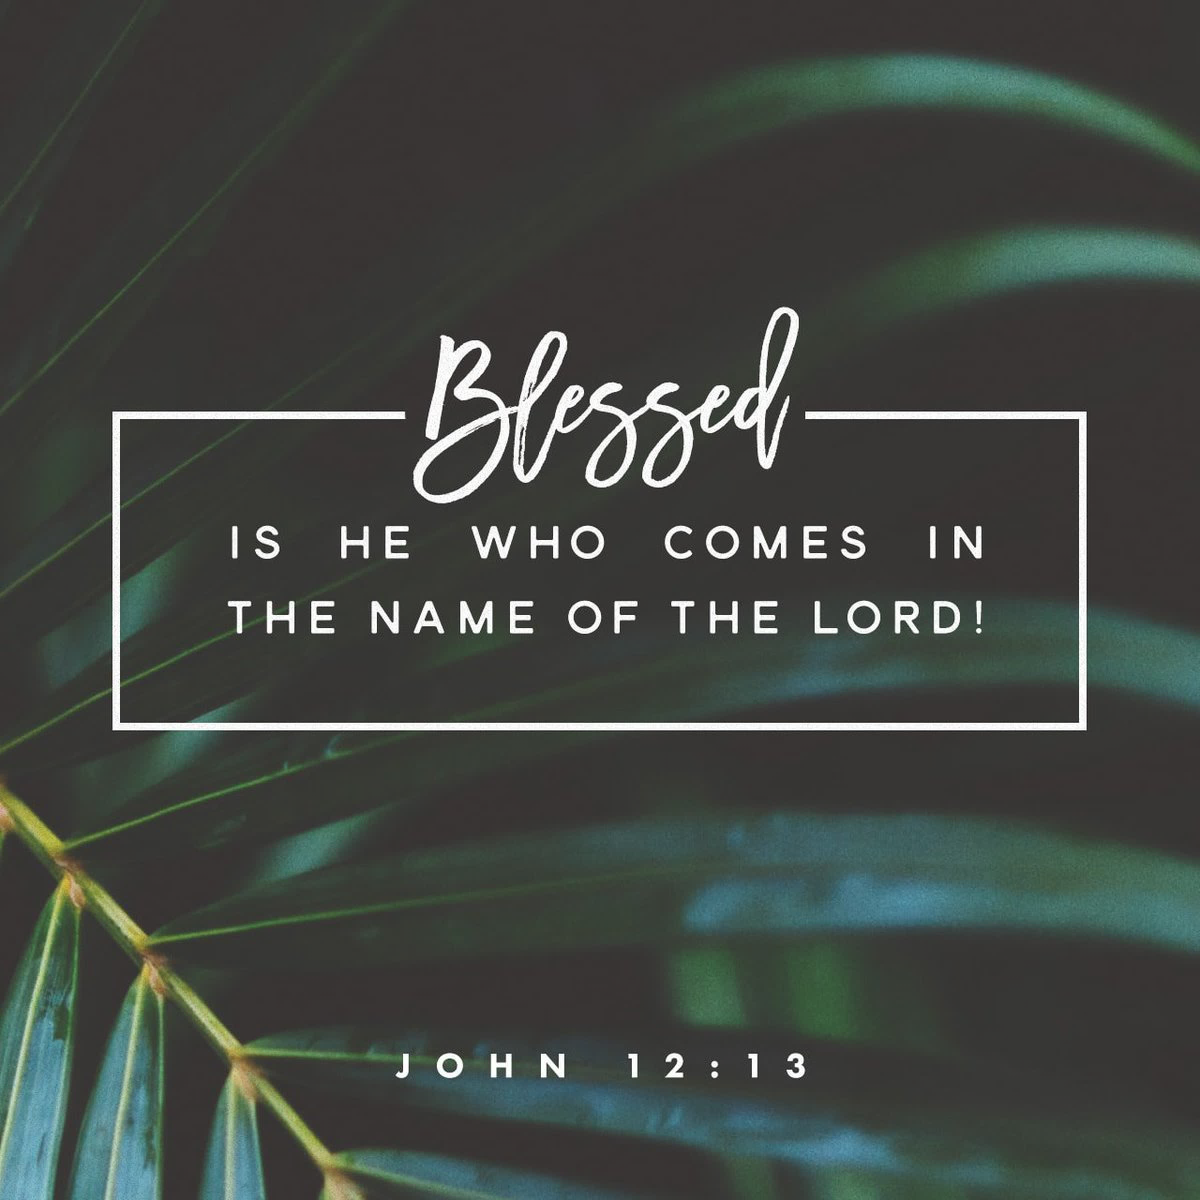 Blessed
IS HE WHO COMES IN
THE NAME OF THE LORD!
JOHN 12:13